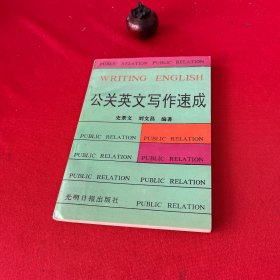 PUBLIC RELATION PUBLIC RELATION
WRITING ENGLISH
公关英文写作速成
史景文 刘文昌 编著
PUBLIC RELATION PUBLIC RELATION
PUBLIC RELATION PUBLIC RELATION
PUBLIC RELATION PUBLIC RELATION
光明日报出版社 PUBLIC RELATION